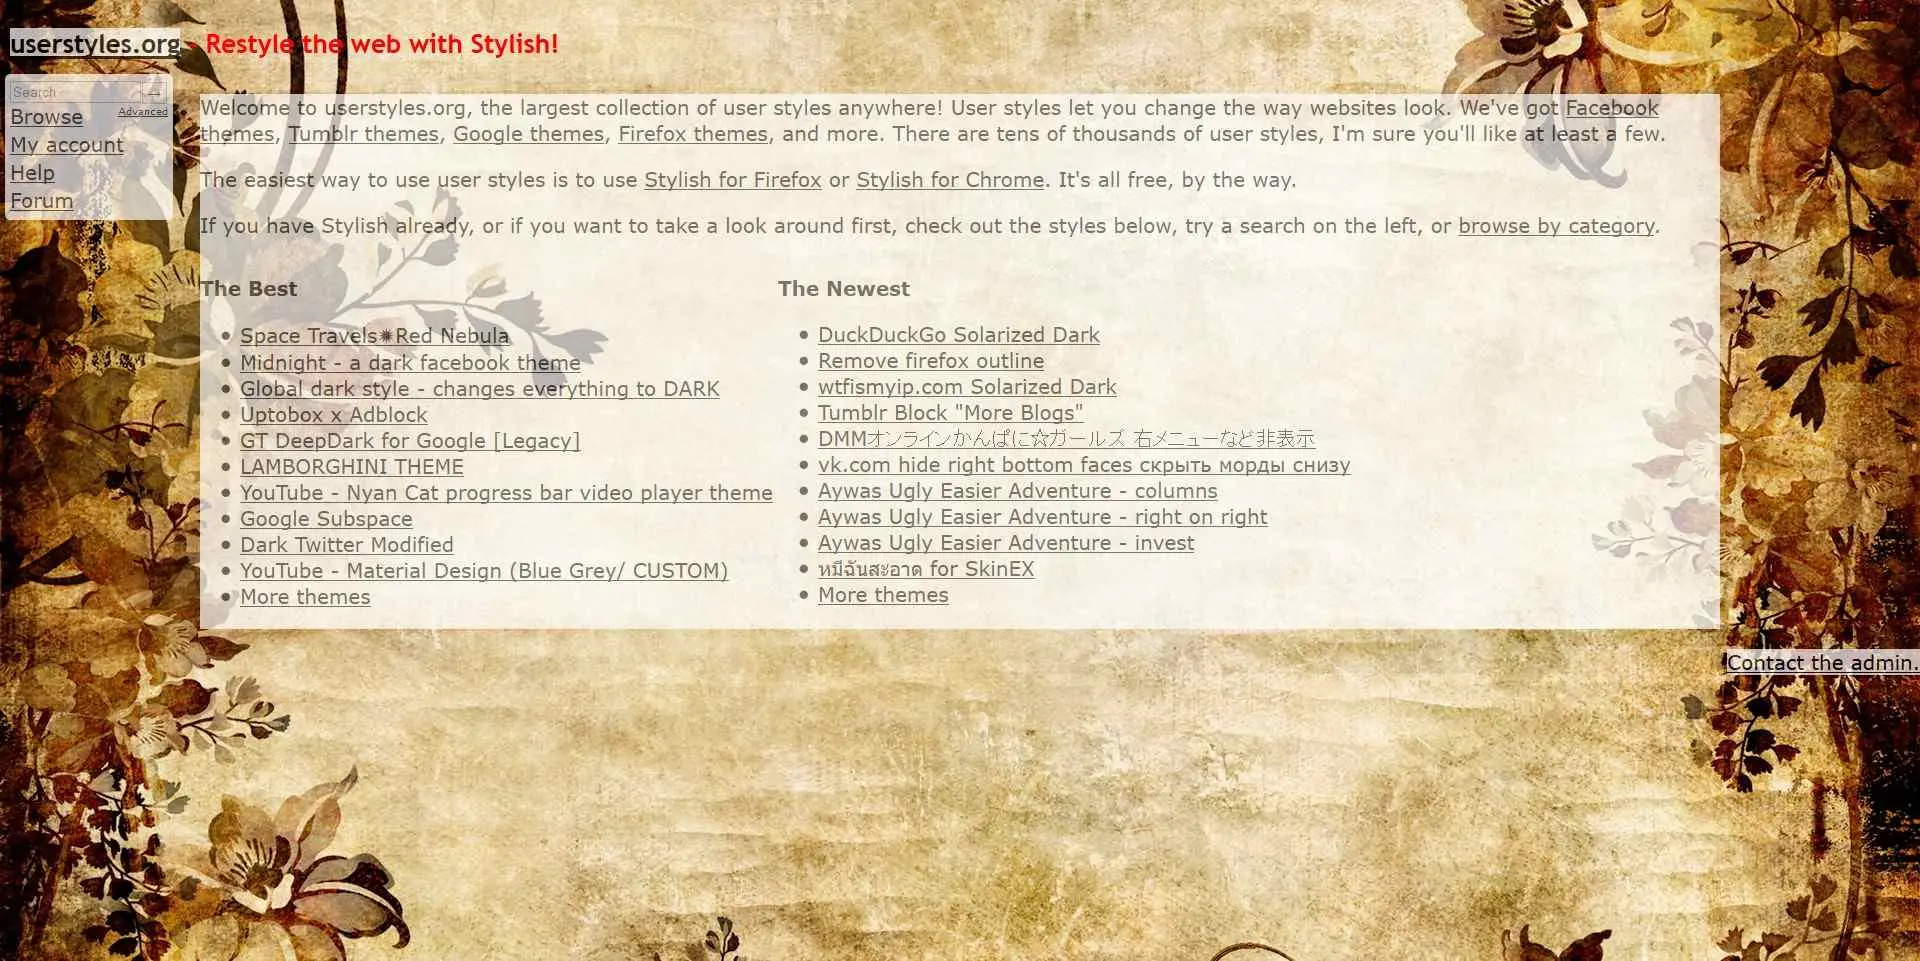 userstyles.org - Restyle the web with Stylish!
Search →
Advanced
Browse
My account
Help
Forum
Welcome to userstyles.org, the largest collection of user styles anywhere! User styles let you change the way websites look. We've got Facebook
themes, Tumblr themes, Google themes, Firefox themes, and more. There are tens of thousands of user styles, I'm sure you'll like at least a few.
The easiest way to use user styles is to use Stylish for Firefox or Stylish for Chrome. It's all free, by the way.
If you have Stylish already, or if you want to take a look around first, check out the styles below, try a search on the left, or browse by category.
The Best
Space Travels✹Red Nebula
Midnight - a dark facebook theme
Global dark style - changes everything to DARK
Uptobox x Adblock
GT DeepDark for Google [Legacy]
LAMBORGHINI THEME
YouTube - Nyan Cat progress bar video player theme
Google Subspace
Dark Twitter Modified
YouTube - Material Design (Blue Grey/ CUSTOM)
More themes
The Newest
DuckDuckGo Solarized Dark
Remove firefox outline
wtfismyip.com Solarized Dark
Tumblr Block "More Blogs"
DMMオンラインかんぱに☆ガールズ 右メニューなど非表示
vk.com hide right bottom faces скрыть морды снизу
Aywas Ugly Easier Adventure - columns
Aywas Ugly Easier Adventure - right on right
Aywas Ugly Easier Adventure - invest
หมีฉันสะอาด for SkinEX
More themes
Contact the admin.